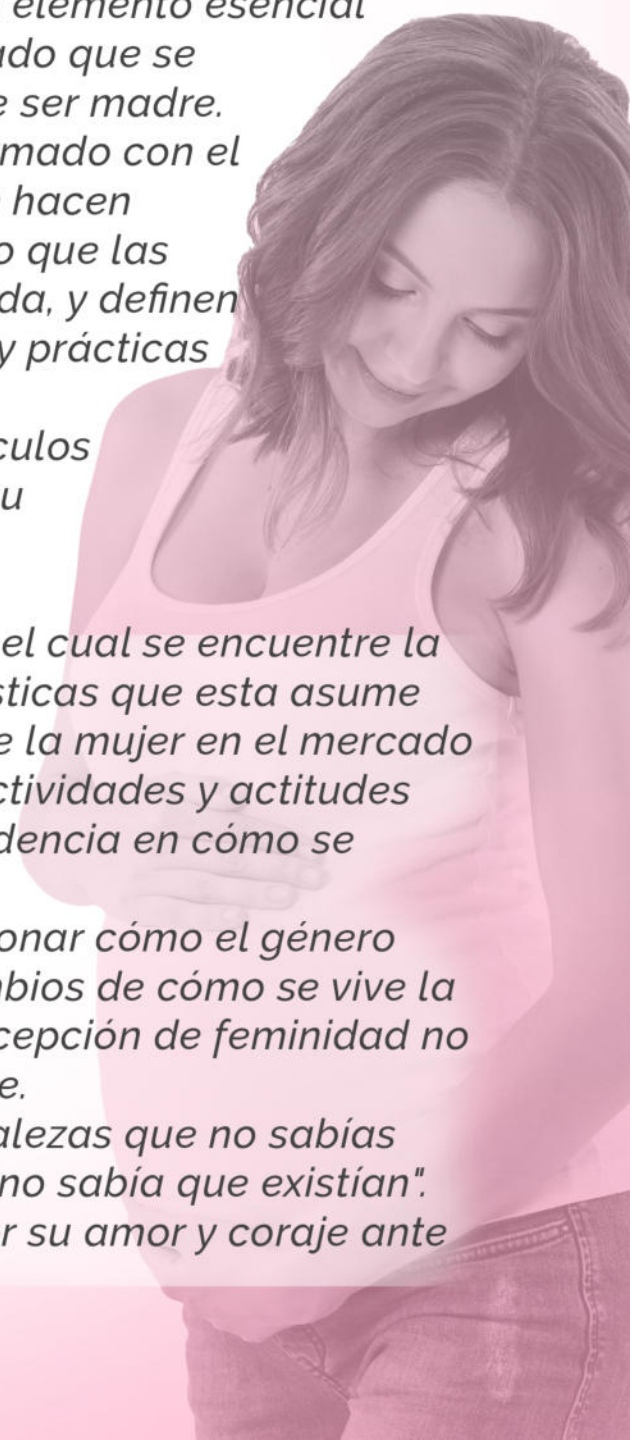 elemento esencial
ado que se
e ser madre.
mado con el
hacen
o que las
da, y definen
y prácticas
culos
u
el cual se encuentre la
sticas que esta asume
e la mujer en el mercado
ctividades y actitudes
dencia en cómo se
onar cómo el género
nbios de cómo se vive la
cepción de feminidad no
e.
alezas que no sabías
no sabía que existían".
r su amor y coraje ante